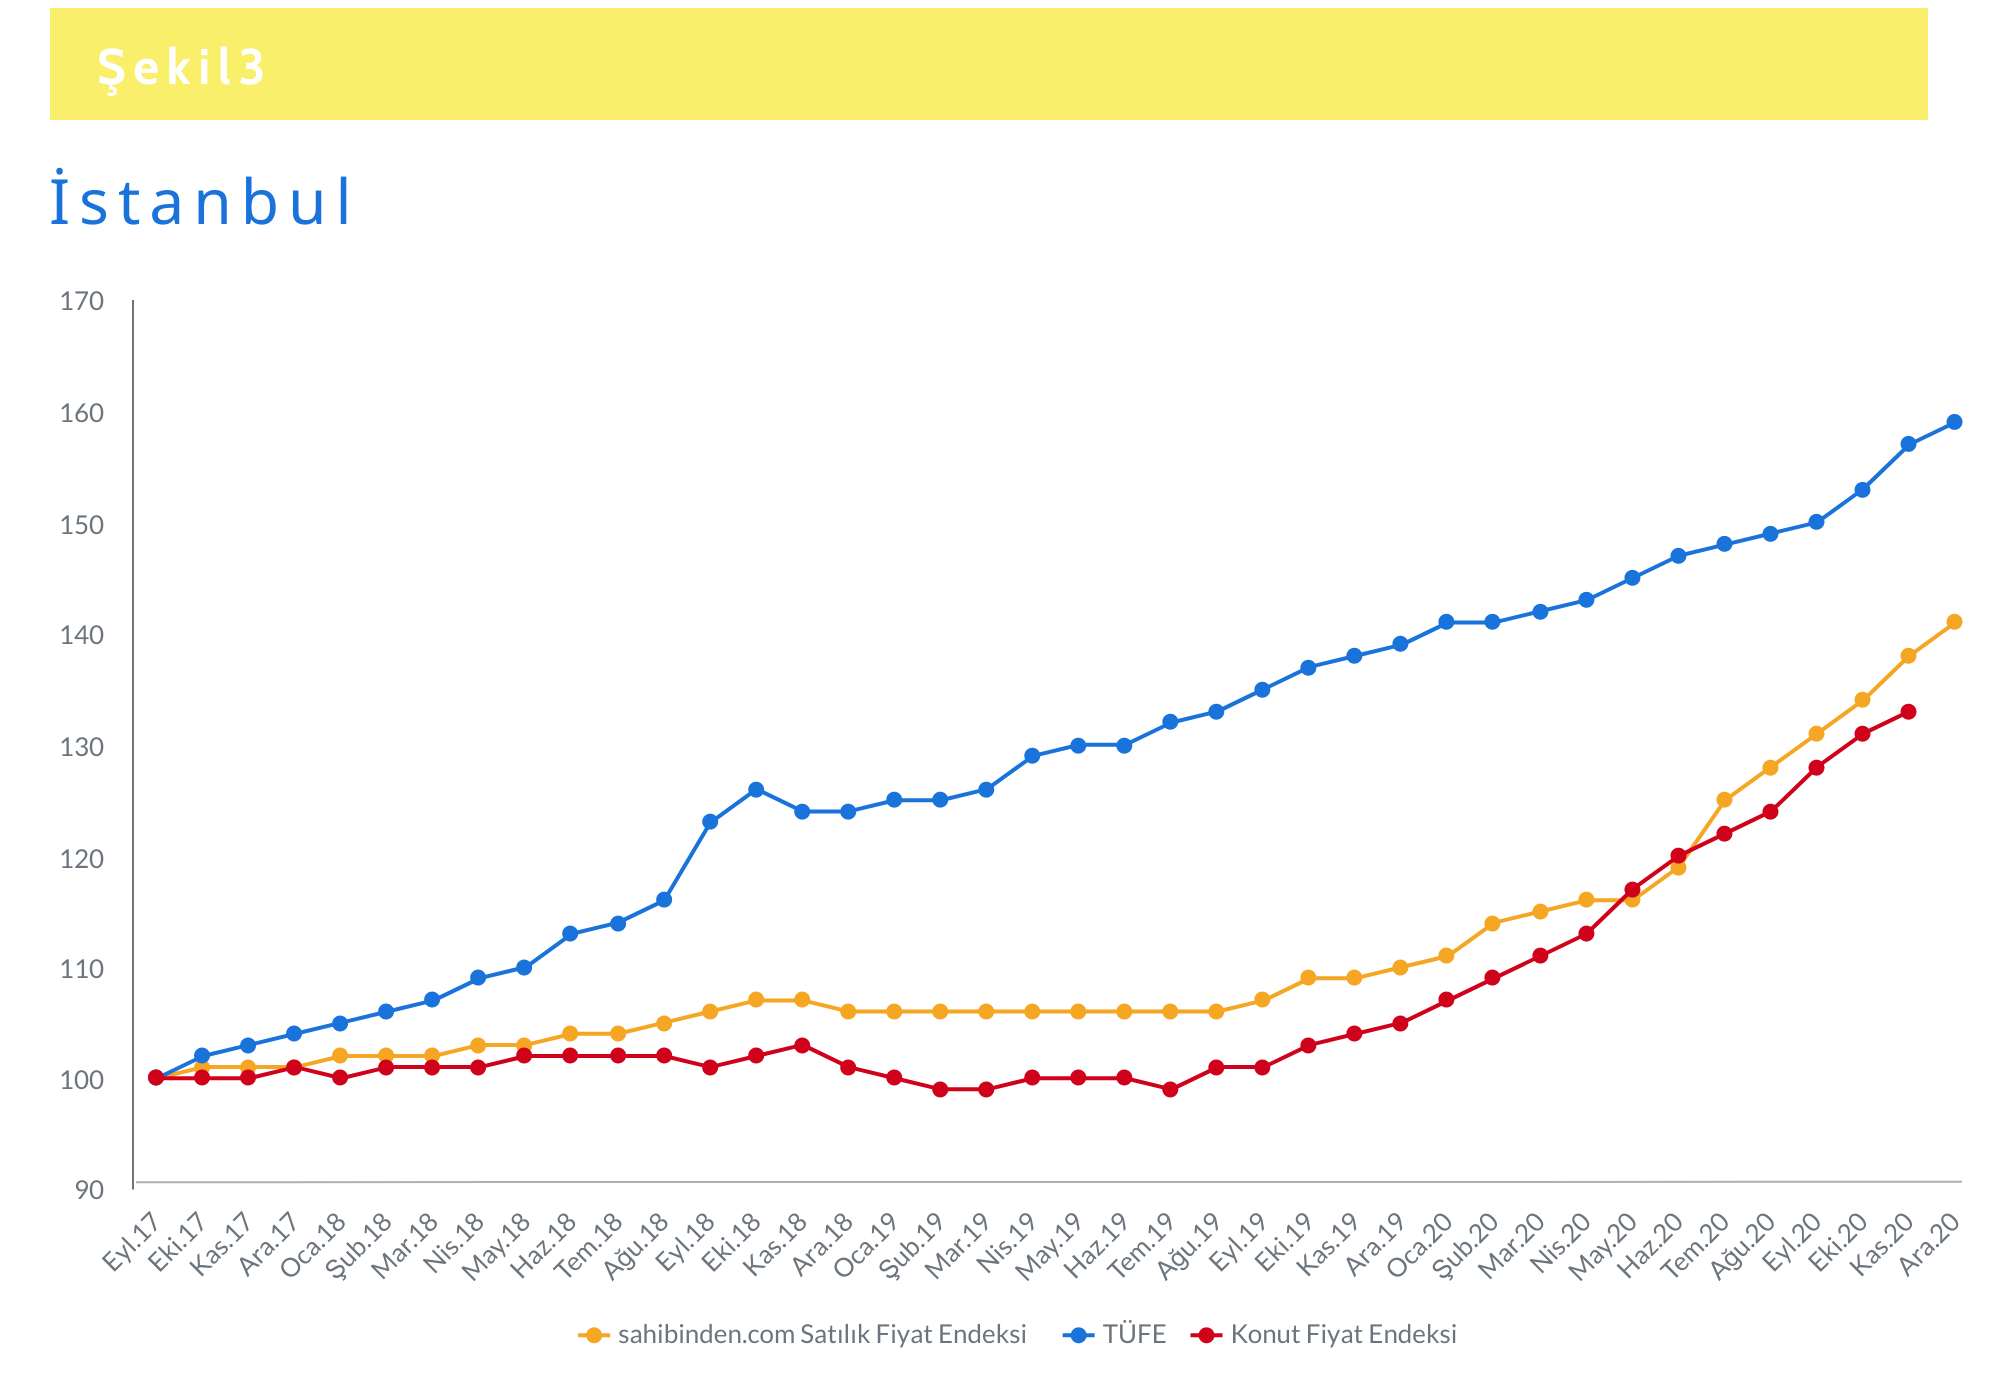 Şekil3
İstanbul
170
160
150
140
130
120
110
100
90
Eyl.17 Eki.17 Kas.17 Ara.17 Oca.18 Şub.18 Mar.18 Nis.18 May.18 Haz.18 Tem.18 Ağu.18 Eyl.18 Eki.18 Kas.18 Ara.18 Oca.19 Şub.19 Mar.19 Nis.19 May.19 Haz.19 Tem.19 Ağu.19 Eyl.19 Eki.19 Kas.19 Ara.19 Oca.20 Şub.20 Mar.20 Nis.20 May.20 Haz.20 Tem.20 Ağu.20 Eyl.20 Eki.20 Kas.20 Ara.20
sahibinden.com Satılık Fiyat Endeksi TÜFE Konut Fiyat Endeksi